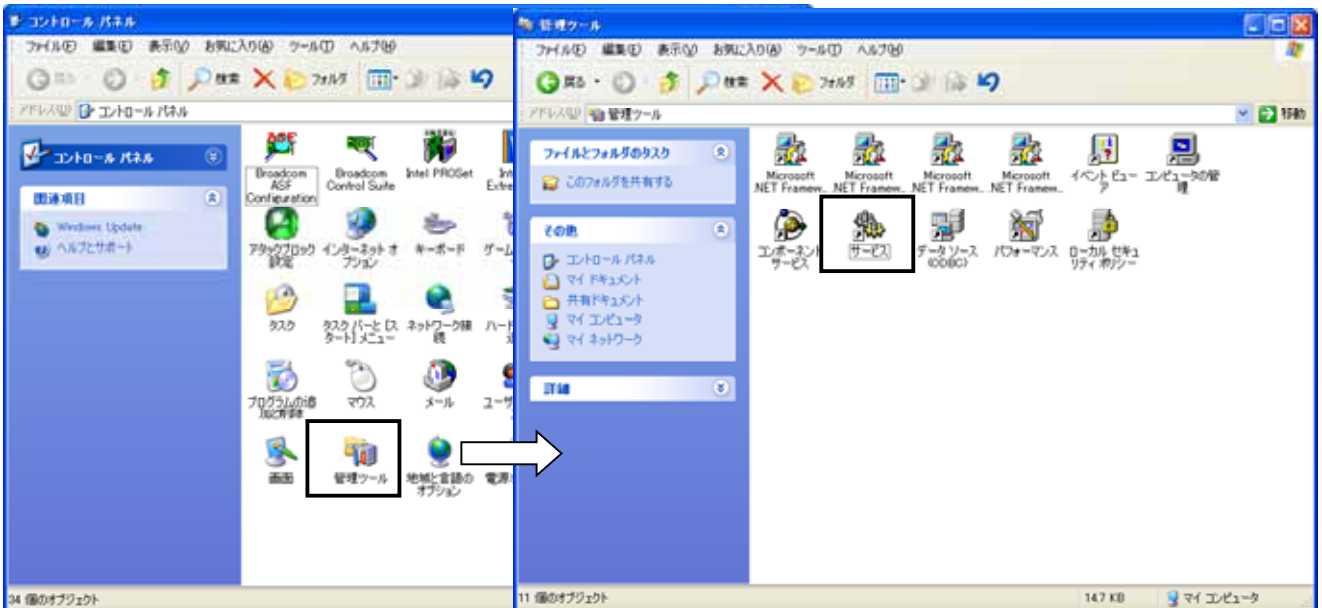 コントロール パネル
ファイル(F) 編集(E) 表示(V) お気に入り(A) ツール(T) ヘルプ(H)
戻る 検索 フォルダ
アドレス(D) コントロール パネル
コントロール パネル
関連項目
Windows Update
ヘルプとサポート
Broadcom
ASF
Configuration
Broadcom
Control Suite
Intel PROSet
アタックブロック
設定
インターネット オ
プション
キーボード
タスク
タスク バーと [ス
タート] メニュー
ネットワーク接
続
プログラムの追
加と削除
マウス
メール
画面
管理ツール
地域と言語の
オプション
34 個のオブジェクト
管理ツール
ファイル(F) 編集(E) 表示(V) お気に入り(A) ツール(T) ヘルプ(H)
戻る 検索 フォルダ
アドレス(D) 管理ツール 移動
ファイルとフォルダのタスク
このフォルダを共有する
その他
コントロール パネル
マイ ドキュメント
共有ドキュメント
マイ コンピュータ
マイ ネットワーク
詳細
Microsoft
.NET Framew...
Microsoft
.NET Framew...
Microsoft
.NET Framew...
Microsoft
.NET Framew...
イベント ビュー
ア
コンピュータの管
理
コンポーネント
サービス
サービス
データ ソース
(ODBC)
パフォーマンス
ローカル セキュ
リティ ポリシー
11 個のオブジェクト 14.7 KB マイ コンピュータ